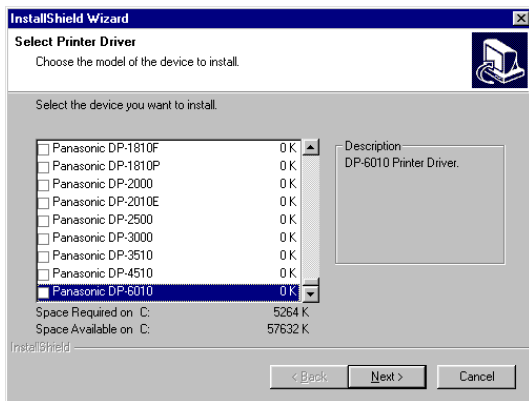 InstallShield Wizard
Select Printer Driver
Choose the model of the device to install.
Select the device you want to install.
Panasonic DP-1810F 0 K
Panasonic DP-1810P 0 K
Panasonic DP-2000 0 K
Panasonic DP-2010E 0 K
Panasonic DP-2500 0 K
Panasonic DP-3000 0 K
Panasonic DP-3510 0 K
Panasonic DP-4510 0 K
Panasonic DP-6010 0 K
Description
DP-6010 Printer Driver.
Space Required on C: 5264 K
Space Available on C: 57632 K
InstallShield
< Back Next > Cancel